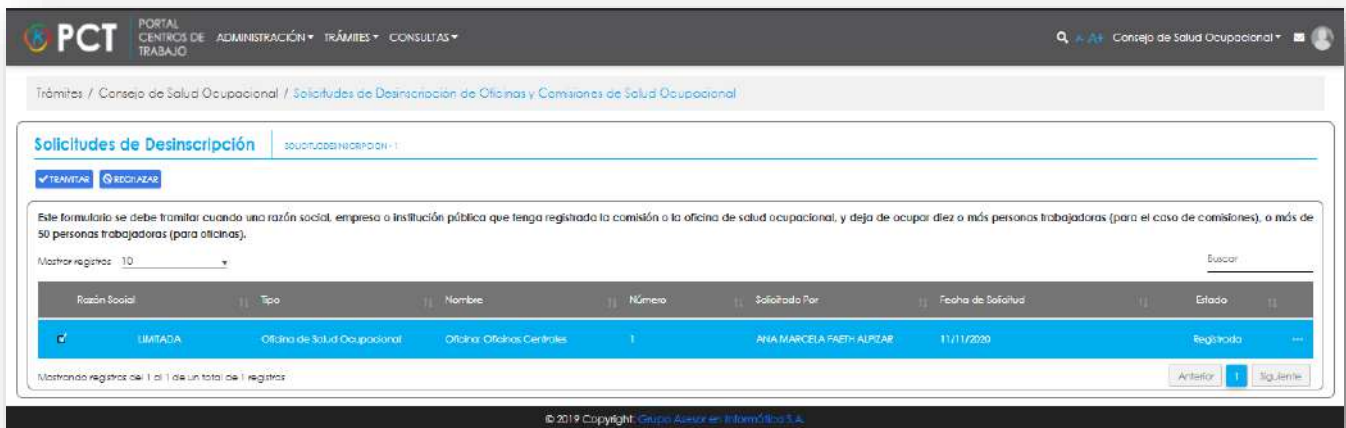 PCT
PORTAL
CENTROS DE
TRABAJO
ADMINISTRACIÓN TRÁMITES CONSULTAS
A+ Consejo de Salud Ocupacional
Trámites / Consejo de Salud Ocupacional / Solicitudes de Desinscripción de Oficinas y Comisiones de Salud Ocupacional
Solicitudes de Desinscripción
SOLICITUDDESINSCRIPCION - 1
TRAMITAR RECHAZAR
Este formulario se debe tramitar cuando una razón social, empresa o institución pública que tenga registrada la comisión o la oficina de salud ocupacional, y deja de ocupar diez o más personas trabajadoras (para el caso de comisiones), o más de
50 personas trabajadoras (para oficinas).
Mostrar registros 10
Buscar
Razón Social Tipo Nombre Número Solicitado Por Fecha de Solicitud Estado
LIMITADA Oficina de Salud Ocupacional Oficina: Oficinas Centrales 1 ANA MARCELA FAETH ALPIZAR 11/11/2020 Registrada ...
Mostrando registros del 1 al 1 de un total de 1 registros
Anterior 1 Siguiente
© 2019 Copyright: Grupo Asesor en Informática S.A.